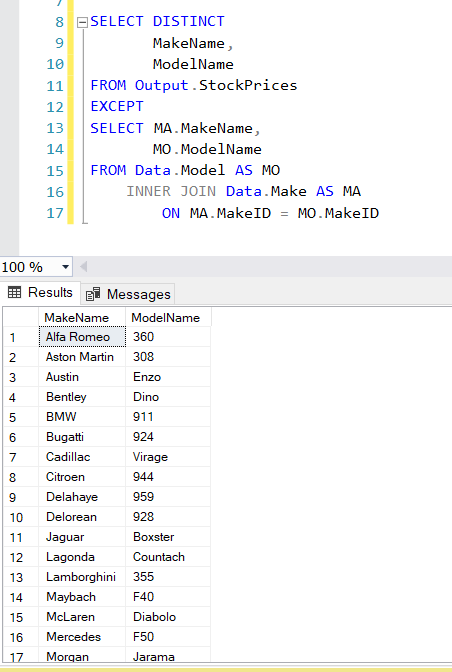 7
8 SELECT DISTINCT
9 MakeName,
10 ModelName
11 FROM Output.StockPrices
12 EXCEPT
13 SELECT MA.MakeName,
14 MO.ModelName
15 FROM Data.Model AS MO
16 INNER JOIN Data.Make AS MA
17 ON MA.MakeID = MO.MakeID
100 %
Results Messages
MakeName ModelName
1 Alfa Romeo 360
2 Aston Martin 308
3 Austin Enzo
4 Bentley Dino
5 BMW 911
6 Bugatti 924
7 Cadillac Virage
8 Citroen 944
9 Delahaye 959
10 Delorean 928
11 Jaguar Boxster
12 Lagonda Countach
13 Lamborghini 355
14 Maybach F40
15 McLaren Diabolo
16 Mercedes F50
17 Morgan Jarama